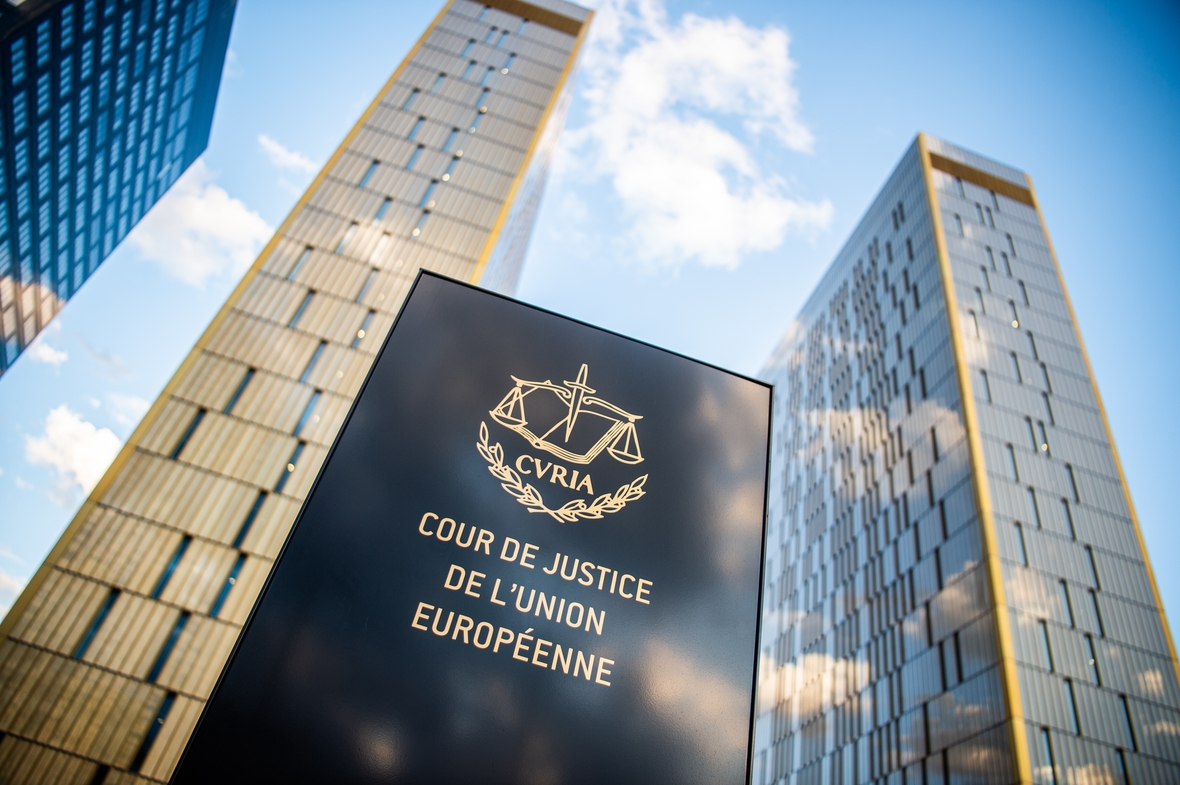 CVRIA
COUR DE JUSTICE
DE L'UNION
EUROPÉENNE